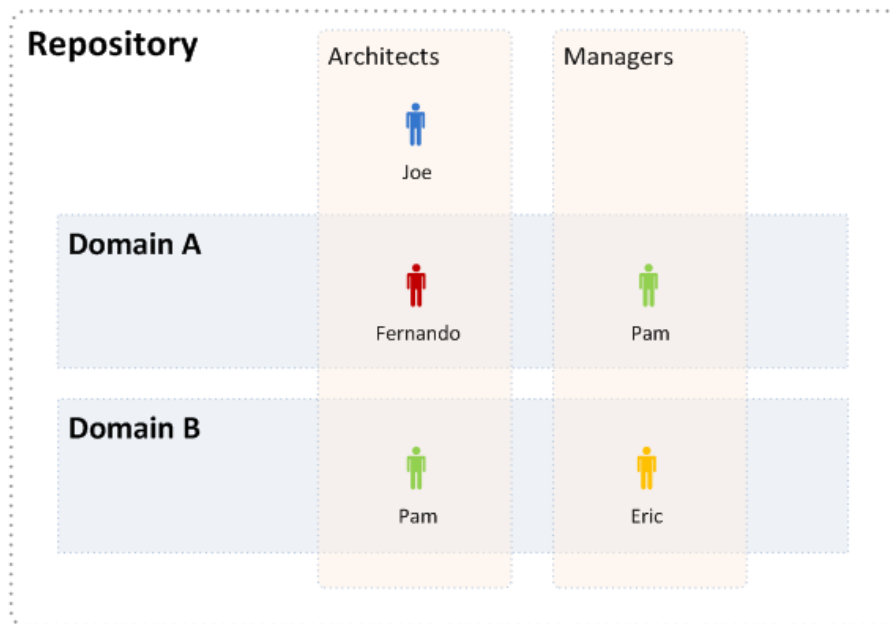 Repository
Architects
Managers
Joe
Domain A
Fernando
Pam
Domain B
Pam
Eric